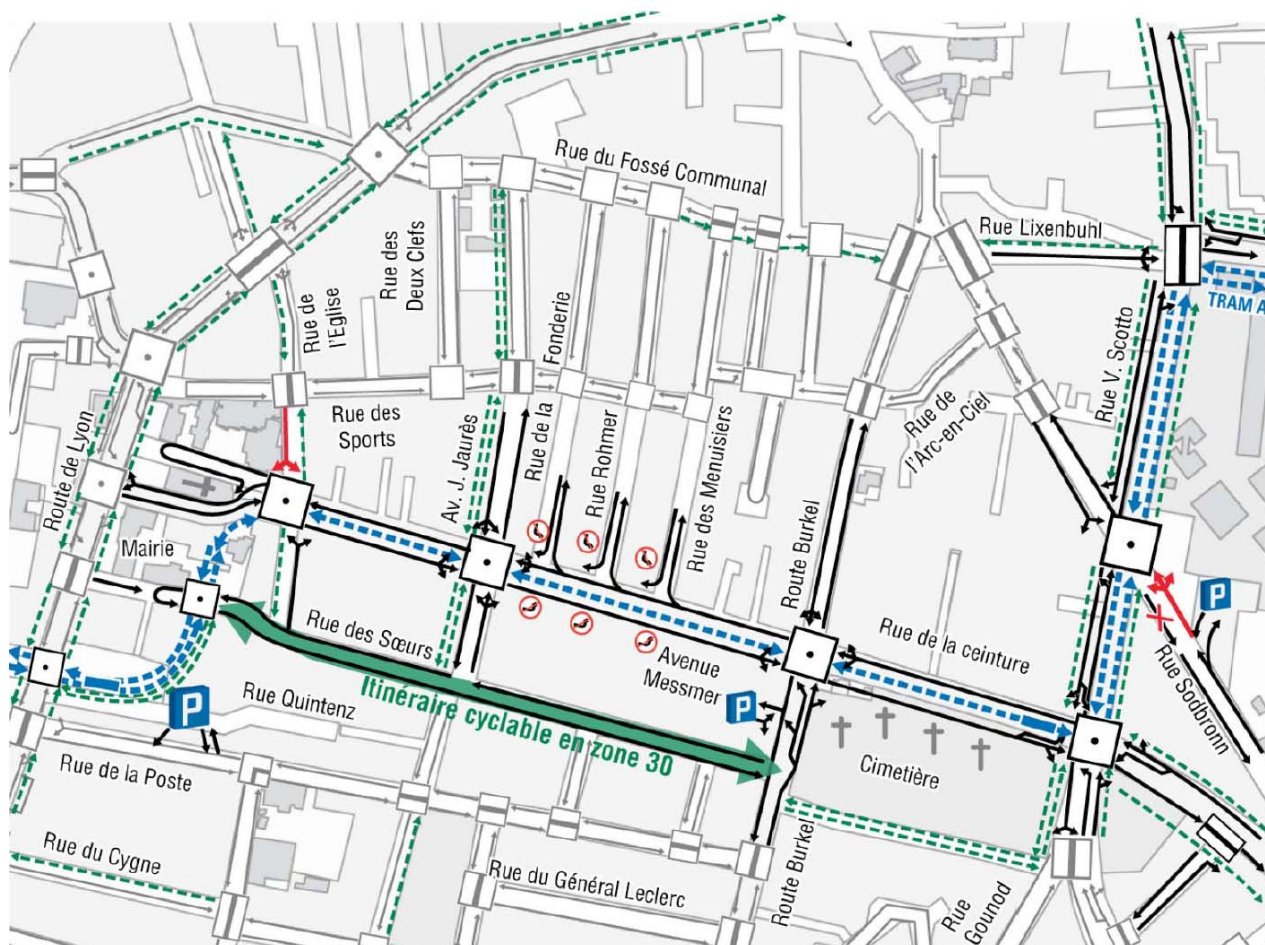 Rue du Fossé Communal
Rue Lixenbuhl
Rue des
Deux Clefs
TRAM A
Rue de
l'Eglise
Fonderie
Rue de la
Rue V. Scotto
Rue des
Sports
Rue de
l'Arc-en-Ciel
Route de Lyon
Av. J. Jaurès
Rue Rohmer
Rue des Menuisiers
Mairie
Route Burkel
P
Rue des Sœurs
Rue de la ceinture
Avenue
Messmer
Rue Sodbronn
Itinéraire cyclable en zone 30
P
P
Rue Quintenz
Cimetière
Rue de la Poste
Rue du Cygne
Route Burkel
Rue du Général Leclerc
Rue
Gounod